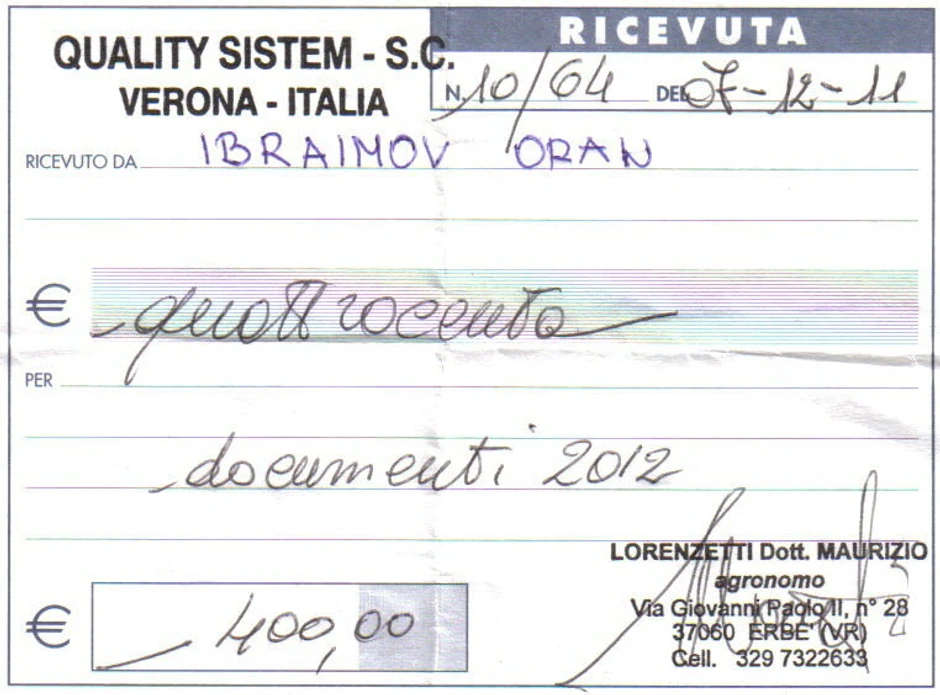 RICEVUTA
QUALITY SISTEM - S.C.
VERONA - ITALIA
N. 10/64 DEL 07-12-11
RICEVUTO DA IBRAIMOV ORAN
€ quattrocento
PER
documenti 2012
LORENZETTI Dott. MAURIZIO
agronomo
Via Giovanni Paolo II, n° 28
37060 ERBE' (VR)
Cell. 329 7322633
€ 400,00